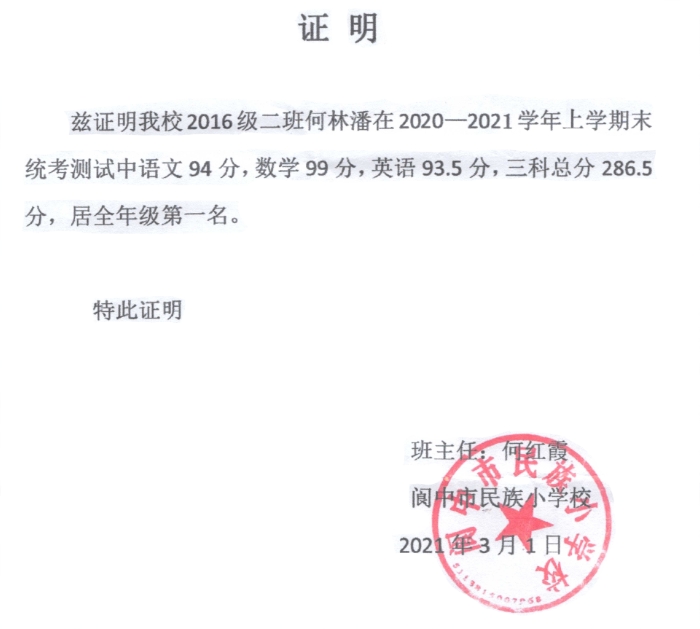 证 明
兹证明我校2016级二班何林潘在2020—2021学年上学期末
统考测试中语文94分,数学99分,英语93.5分,三科总分286.5
分，居全年级第一名。
特此证明
班主任：何红霞
阆中市民族小学校
2021年3月1日
阆中市民族小学校